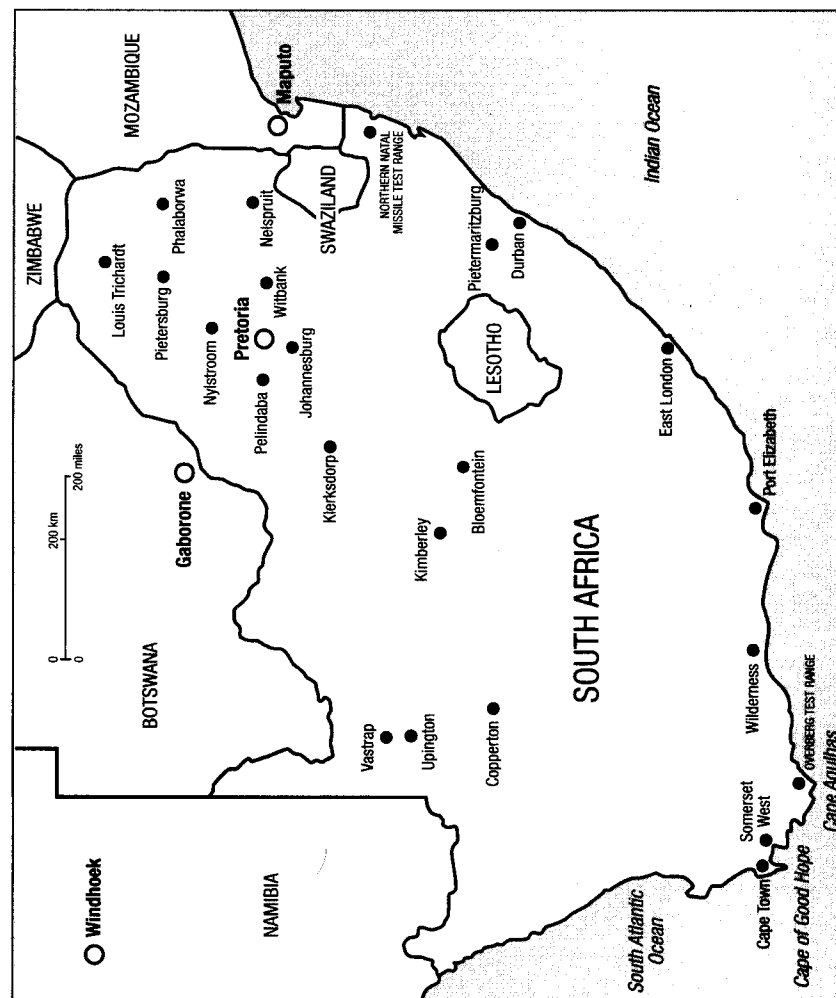 ZIMBABWE
MOZAMBIQUE
Windhoek
Louis Trichardt
BOTSWANA
0 200 km
0 200 miles
Pietersburg
Phalaborwa
Gaborone
Nylstroom
Pretoria
Nelspruit
Maputo
NAMIBIA
Pelindaba
Witbank
Johannesburg
SWAZILAND
Klerksdorp
Vastrap
NORTHERN NATAL
MISSILE TEST RANGE
Upington
Kimberley
Bloemfontein
Pietermaritzburg
Copperton
LESOTHO
Durban
SOUTH AFRICA
South Atlantic
Ocean
Indian Ocean
East London
Somerset
West
Wilderness
Port Elizabeth
Cape Town
Cape of Good Hope
OVERBERG TEST RANGE
Cape Agulhas